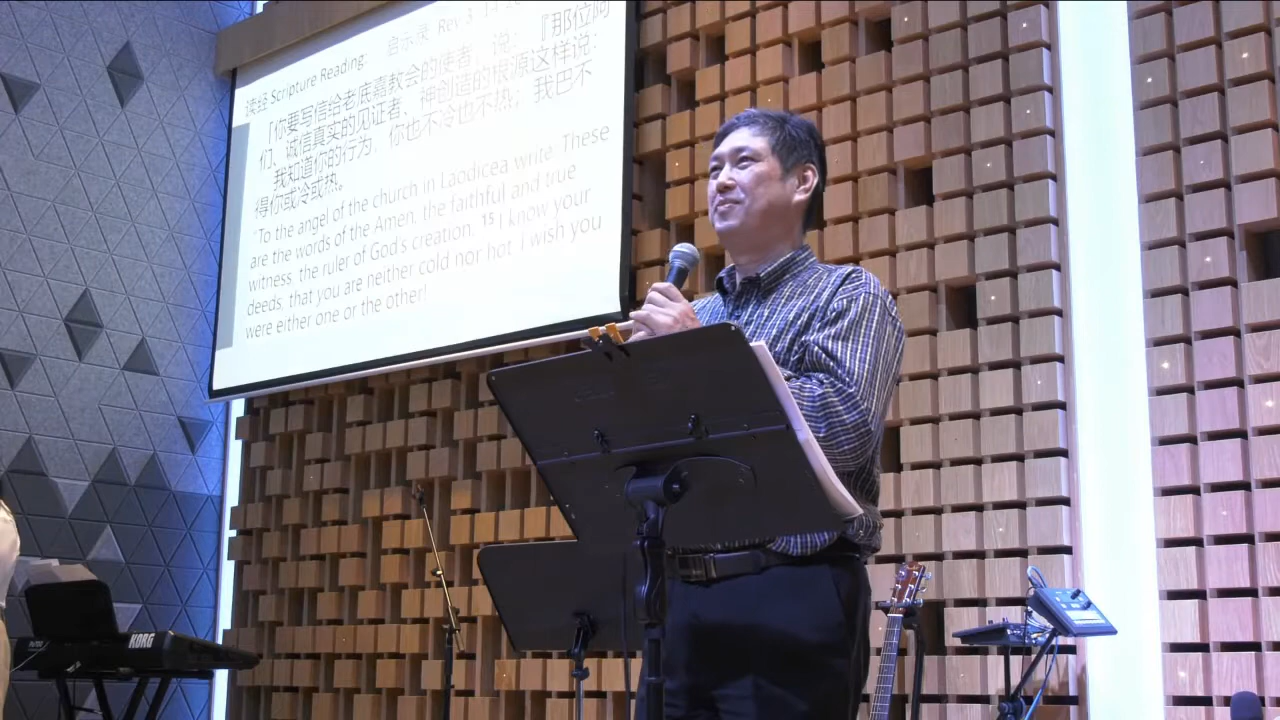 读经 Scripture Reading: 启示录 Rev 3
「你要写信给老底嘉教会的使者，说：『那位阿
们、诚信真实的见证者、神创造的根源这样说：
我知道你的行为，你也不冷也不热；我巴不
得你或冷或热。
"To the angel of the church in Laodicea write: These
are the words of the Amen, the faithful and true
witness, the ruler of God's creation. 15 I know your
deeds, that you are neither cold nor hot. I wish you
were either one or the other!
KORG